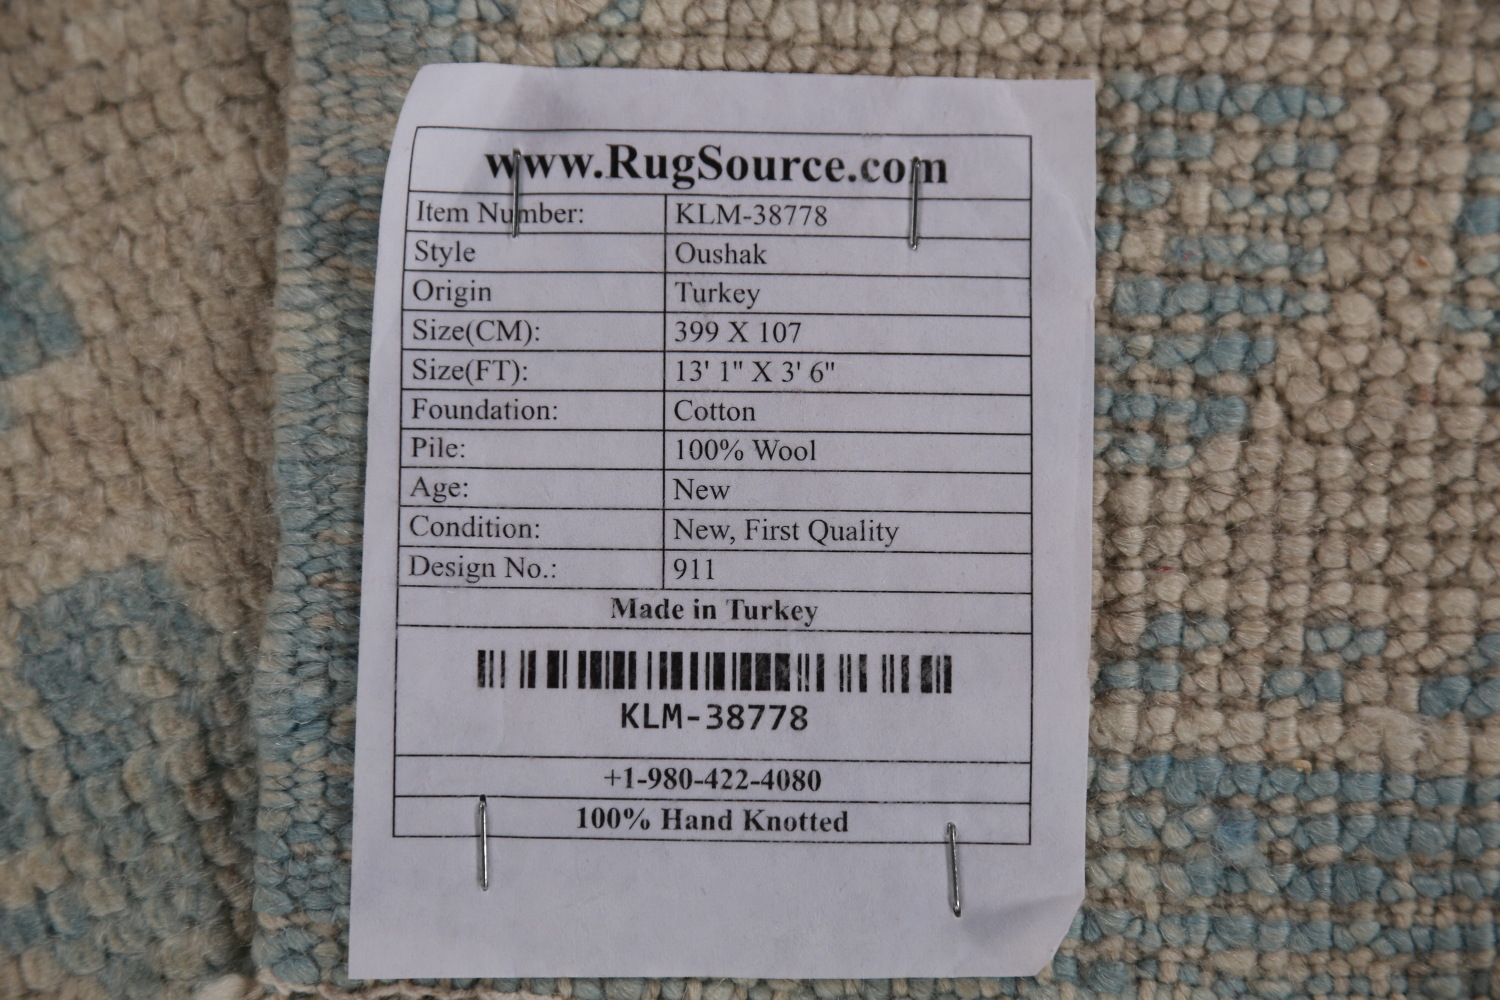 www.RugSource.com
Item Number: KLM-38778
Style Oushak
Origin Turkey
Size(CM): 399 X 107
Size(FT): 13' 1" X 3' 6"
Foundation: Cotton
Pile: 100% Wool
Age: New
Condition: New, First Quality
Design No.: 911
Made in Turkey
KLM-38778
+1-980-422-4080
100% Hand Knotted